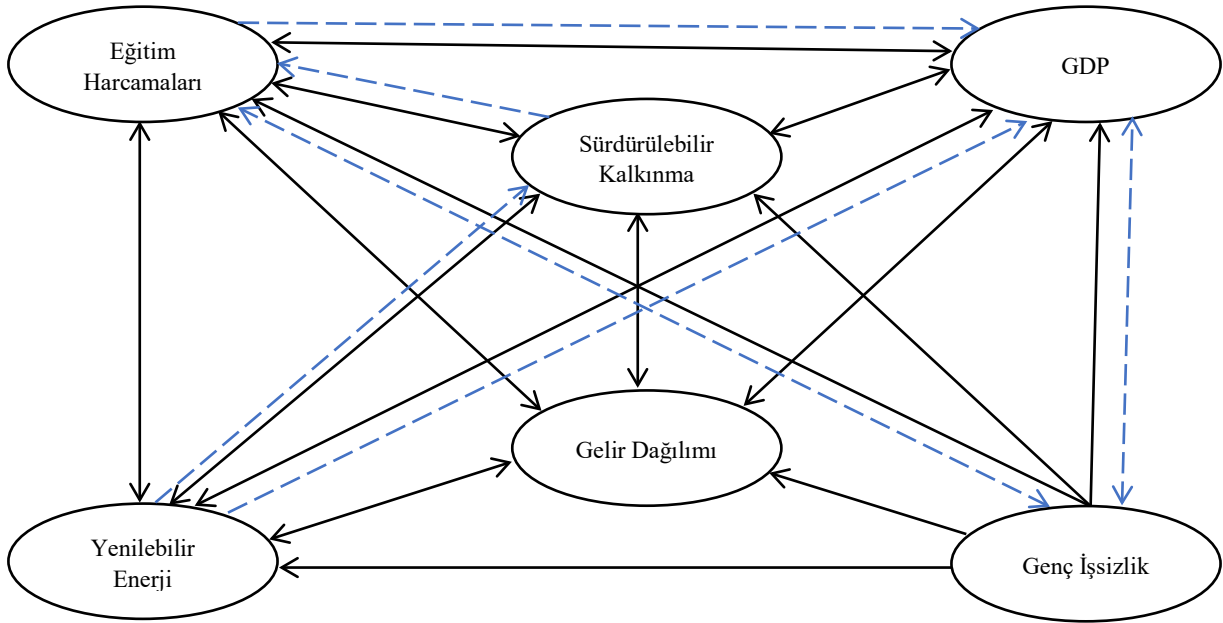 Eğitim
Harcamaları
GDP
Sürdürülebilir
Kalkınma
Gelir Dağılımı
Yenilebilir
Enerji
Genç İşsizlik